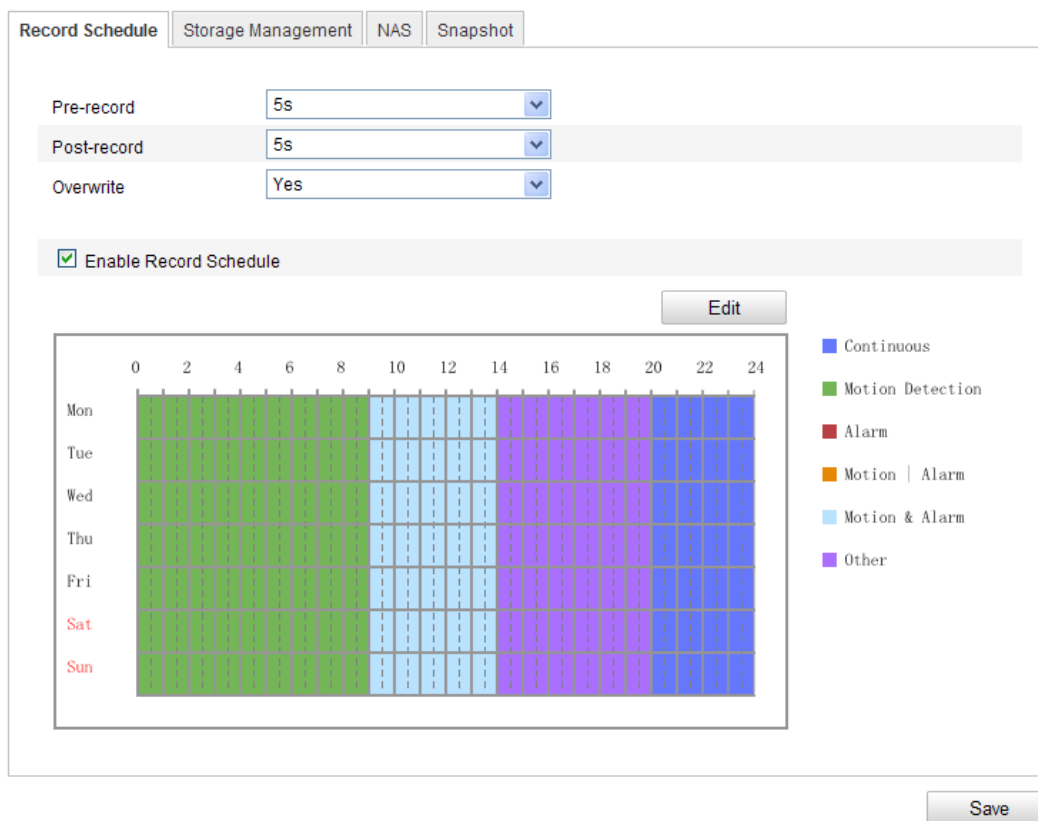 Record Schedule Storage Management NAS Snapshot
Pre-record 5s
Post-record 5s
Overwrite Yes
Enable Record Schedule
Edit
0 2 4 6 8 10 12 14 16 18 20 22 24
Mon
Tue
Wed
Thu
Fri
Sat
Sun
Continuous
Motion Detection
Alarm
Motion | Alarm
Motion & Alarm
Other
Save